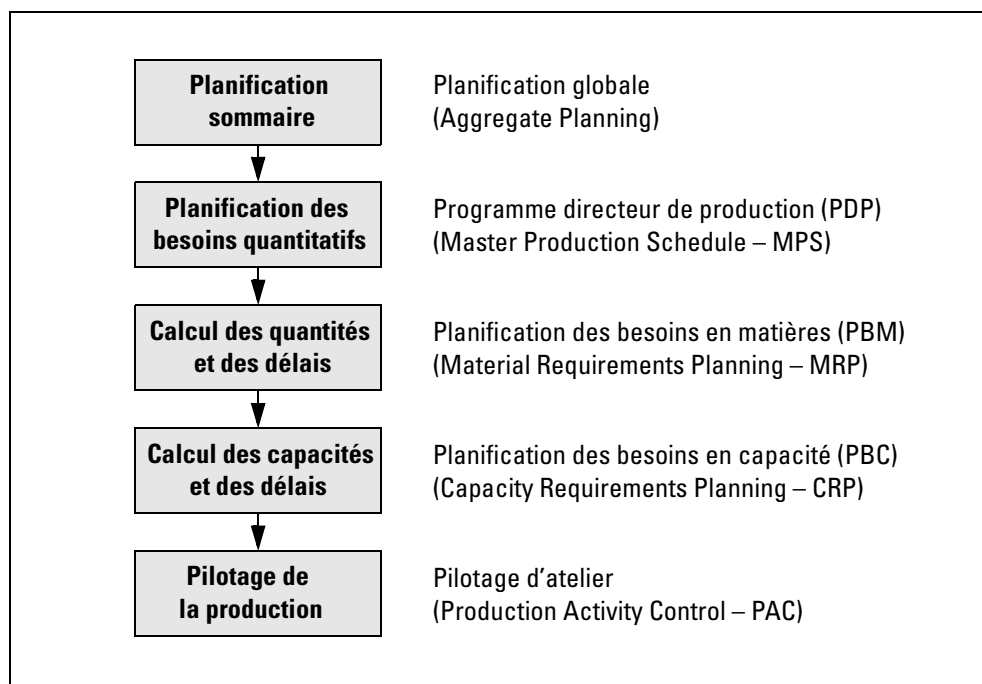 Planification
sommaire
Planification globale
(Aggregate Planning)
Planification des
besoins quantitatifs
Programme directeur de production (PDP)
(Master Production Schedule – MPS)
Calcul des quantités
et des délais
Planification des besoins en matières (PBM)
(Material Requirements Planning – MRP)
Calcul des capacités
et des délais
Planification des besoins en capacité (PBC)
(Capacity Requirements Planning – CRP)
Pilotage de
la production
Pilotage d’atelier
(Production Activity Control – PAC)